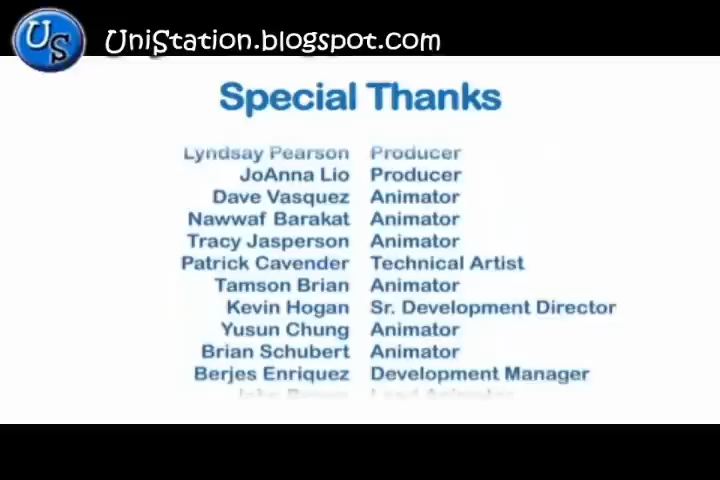 US UniStation.blogspot.com
Special Thanks
Lyndsay Pearson Producer
JoAnna Lio Producer
Dave Vasquez Animator
Nawwaf Barakat Animator
Tracy Jasperson Animator
Patrick Cavender Technical Artist
Tamson Brian Animator
Kevin Hogan Sr. Development Director
Yusun Chung Animator
Brian Schubert Animator
Berjes Enriquez Development Manager